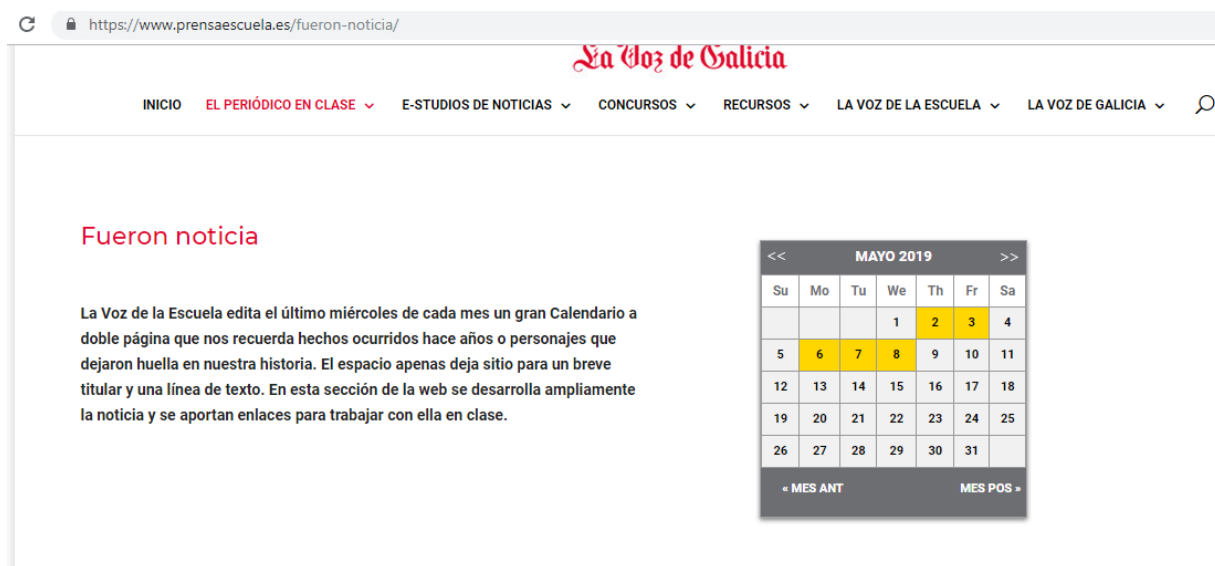 https://www.prensaescuela.es/fueron-noticia/
La Voz de Galicia
INICIO EL PERIÓDICO EN CLASE E-STUDIOS DE NOTICIAS CONCURSOS RECURSOS LA VOZ DE LA ESCUELA LA VOZ DE GALICIA
Fueron noticia
La Voz de la Escuela edita el último miércoles de cada mes un gran Calendario a
doble página que nos recuerda hechos ocurridos hace años o personajes que
dejaron huella en nuestra historia. El espacio apenas deja sitio para un breve
titular y una línea de texto. En esta sección de la web se desarrolla ampliamente
la noticia y se aportan enlaces para trabajar con ella en clase.
<< MAYO 2019 >>
Su Mo Tu We Th Fr Sa
1 2 3 4
5 6 7 8 9 10 11
12 13 14 15 16 17 18
19 20 21 22 23 24 25
26 27 28 29 30 31
« MES ANT MES POS »